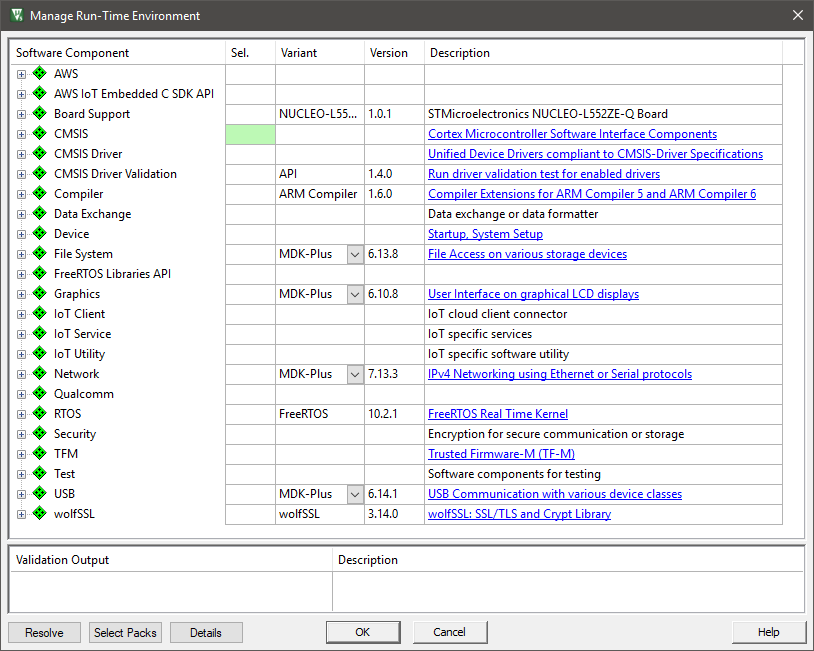 Manage Run-Time Environment
Software Component Sel. Variant Version Description
AWS
AWS IoT Embedded C SDK API
Board Support NUCLEO-L55... 1.0.1 STMicroelectronics NUCLEO-L552ZE-Q Board
CMSIS Cortex Microcontroller Software Interface Components
CMSIS Driver Unified Device Drivers compliant to CMSIS-Driver Specifications
CMSIS Driver Validation API 1.4.0 Run driver validation test for enabled drivers
Compiler ARM Compiler 1.6.0 Compiler Extensions for ARM Compiler 5 and ARM Compiler 6
Data Exchange Data exchange or data formatter
Device Startup, System Setup
File System MDK-Plus 6.13.8 File Access on various storage devices
FreeRTOS Libraries API
Graphics MDK-Plus 6.10.8 User Interface on graphical LCD displays
IoT Client IoT cloud client connector
IoT Service IoT specific services
IoT Utility IoT specific software utility
Network MDK-Plus 7.13.3 IPv4 Networking using Ethernet or Serial protocols
Qualcomm
RTOS FreeRTOS 10.2.1 FreeRTOS Real Time Kernel
Security Encryption for secure communication or storage
TFM Trusted Firmware-M (TF-M)
Test Software components for testing
USB MDK-Plus 6.14.1 USB Communication with various device classes
wolfSSL wolfSSL 3.14.0 wolfSSL: SSL/TLS and Crypt Library
Validation Output Description
Resolve Select Packs Details OK Cancel Help